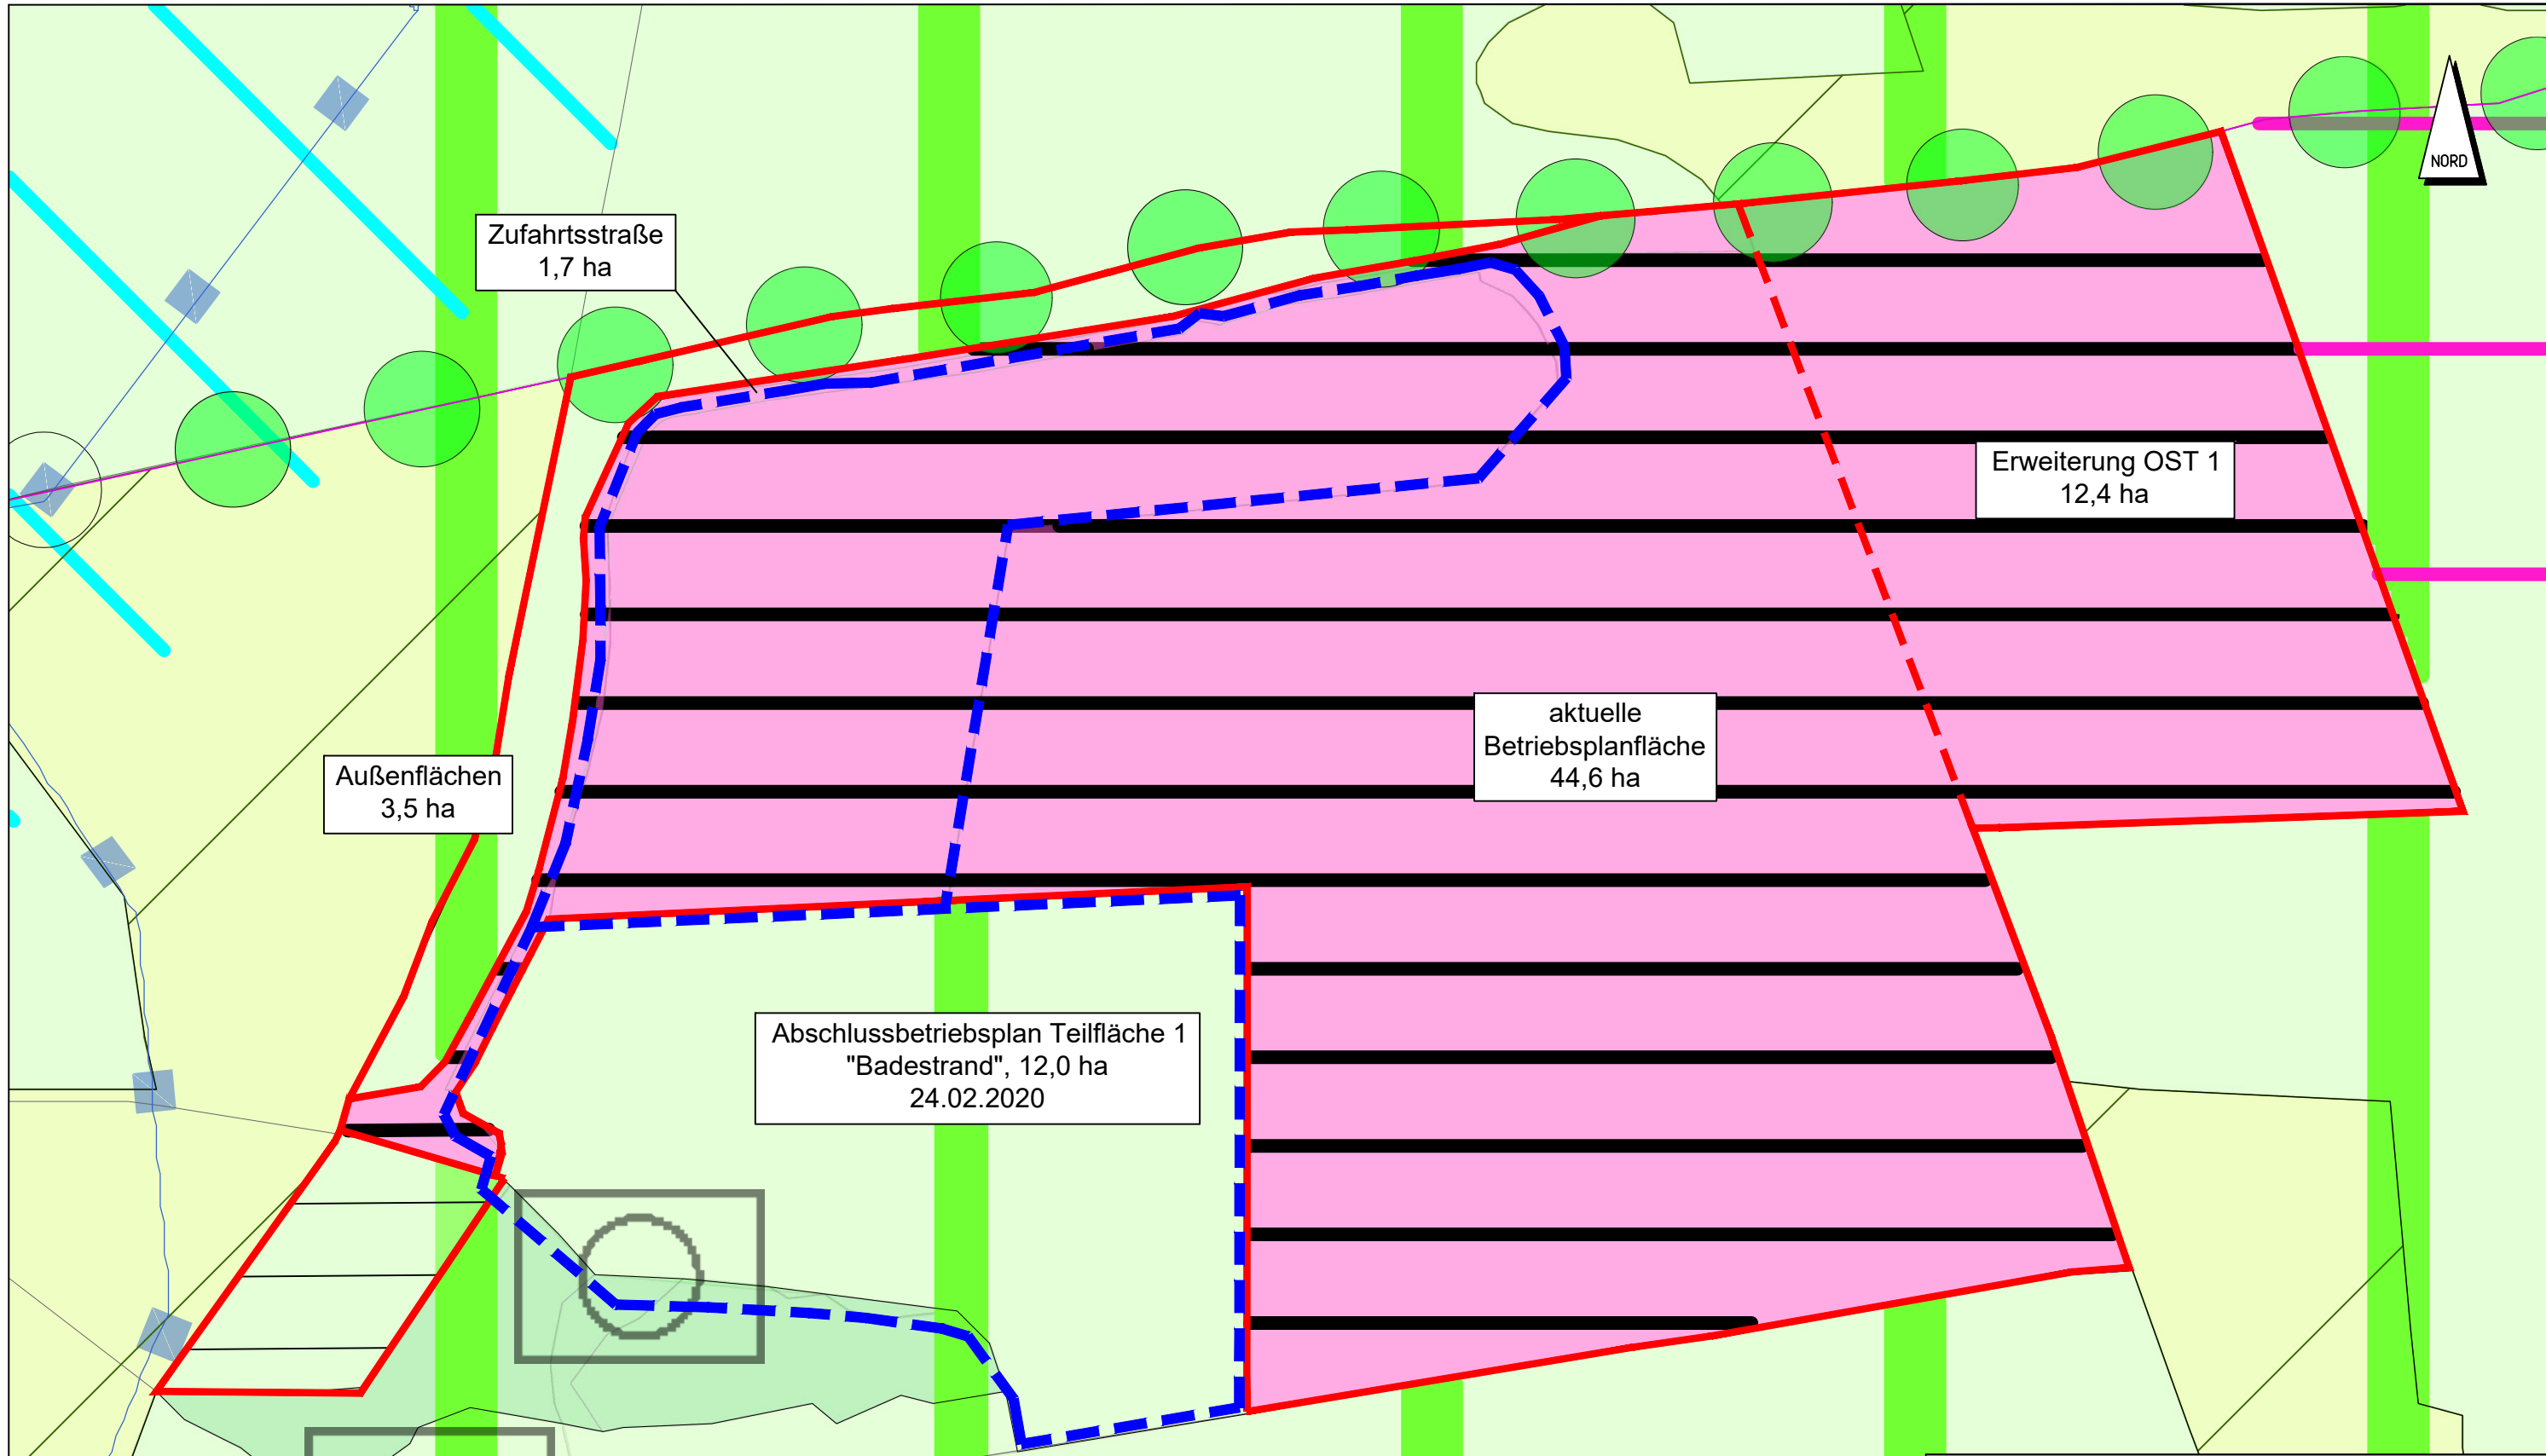 NORD
Zufahrtsstraße
1,7 ha
Erweiterung OST 1
12,4 ha
aktuelle
Betriebsplanfläche
44,6 ha
Außenflächen
3,5 ha
Abschlussbetriebsplan Teilfläche 1
"Badestrand", 12,0 ha
24.02.2020